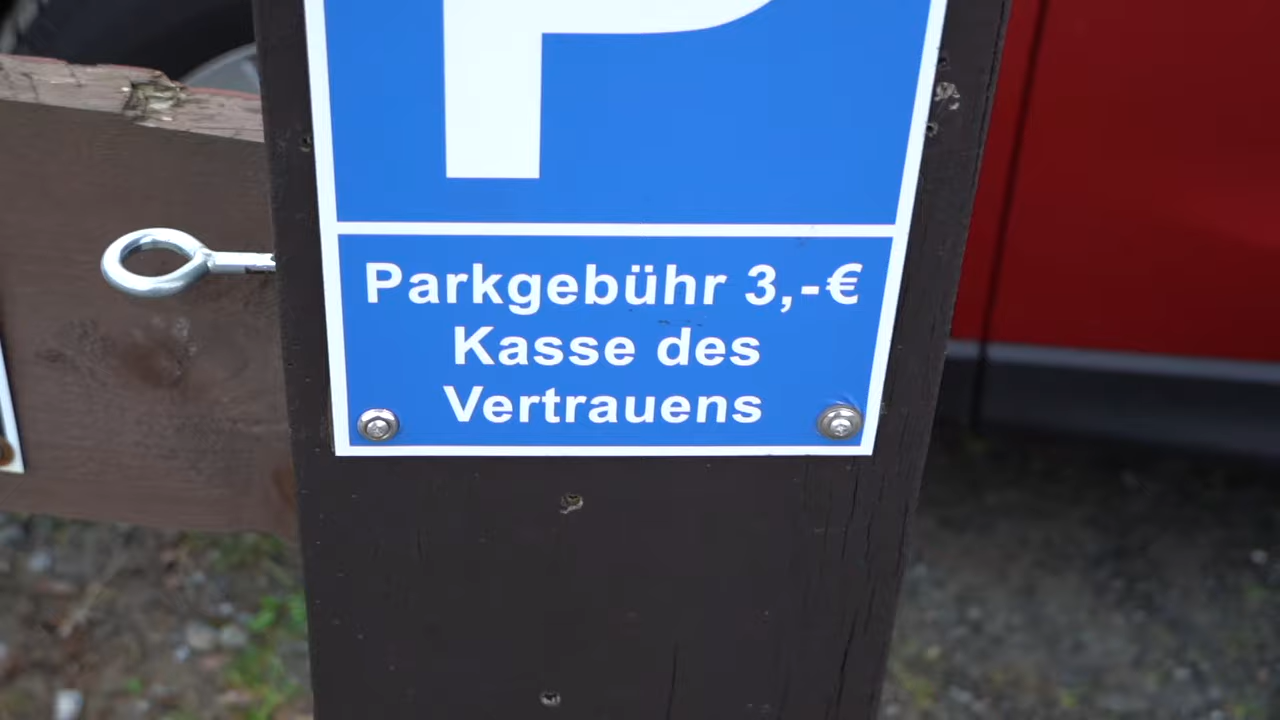 P
Parkgebühr 3,-€
Kasse des
Vertrauens